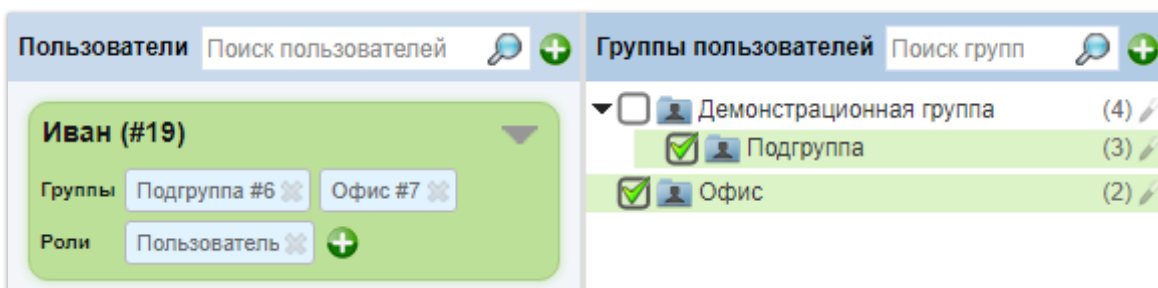 Пользователи Поиск пользователей
Иван (#19)
Группы Подгруппа #6 Офис #7
Роли Пользователь
Группы пользователей Поиск групп
Демонстрационная группа (4)
Подгруппа (3)
Офис (2)